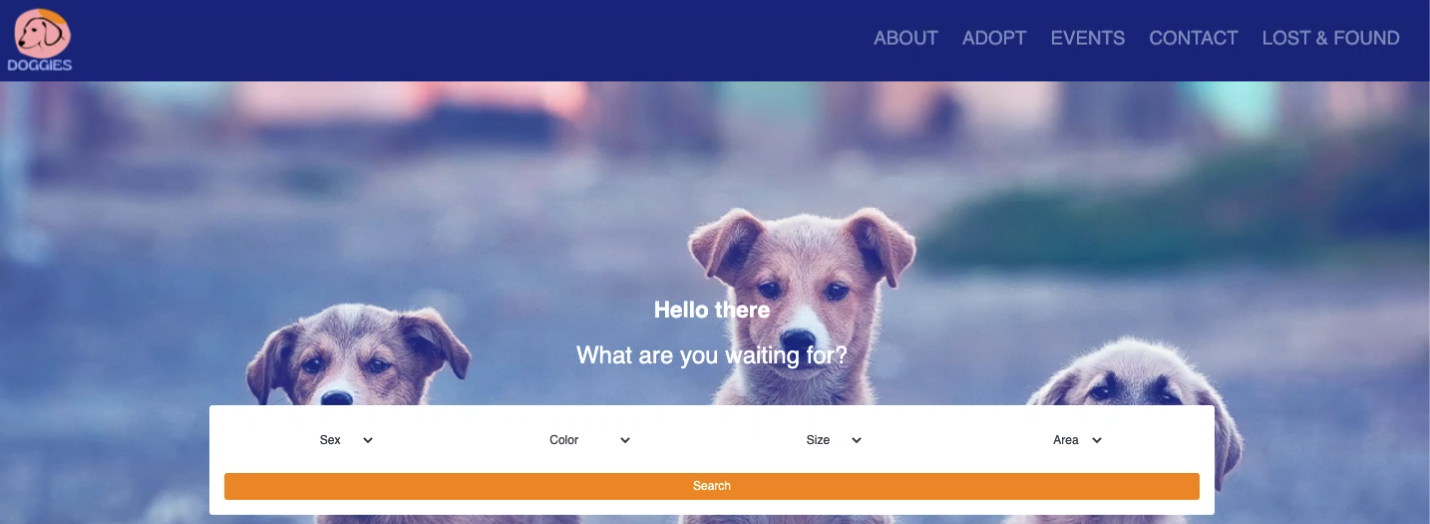 DOGGIES
ABOUT ADOPT EVENTS CONTACT LOST & FOUND
Hello there
What are you waiting for?
Sex Color Size Area
Search